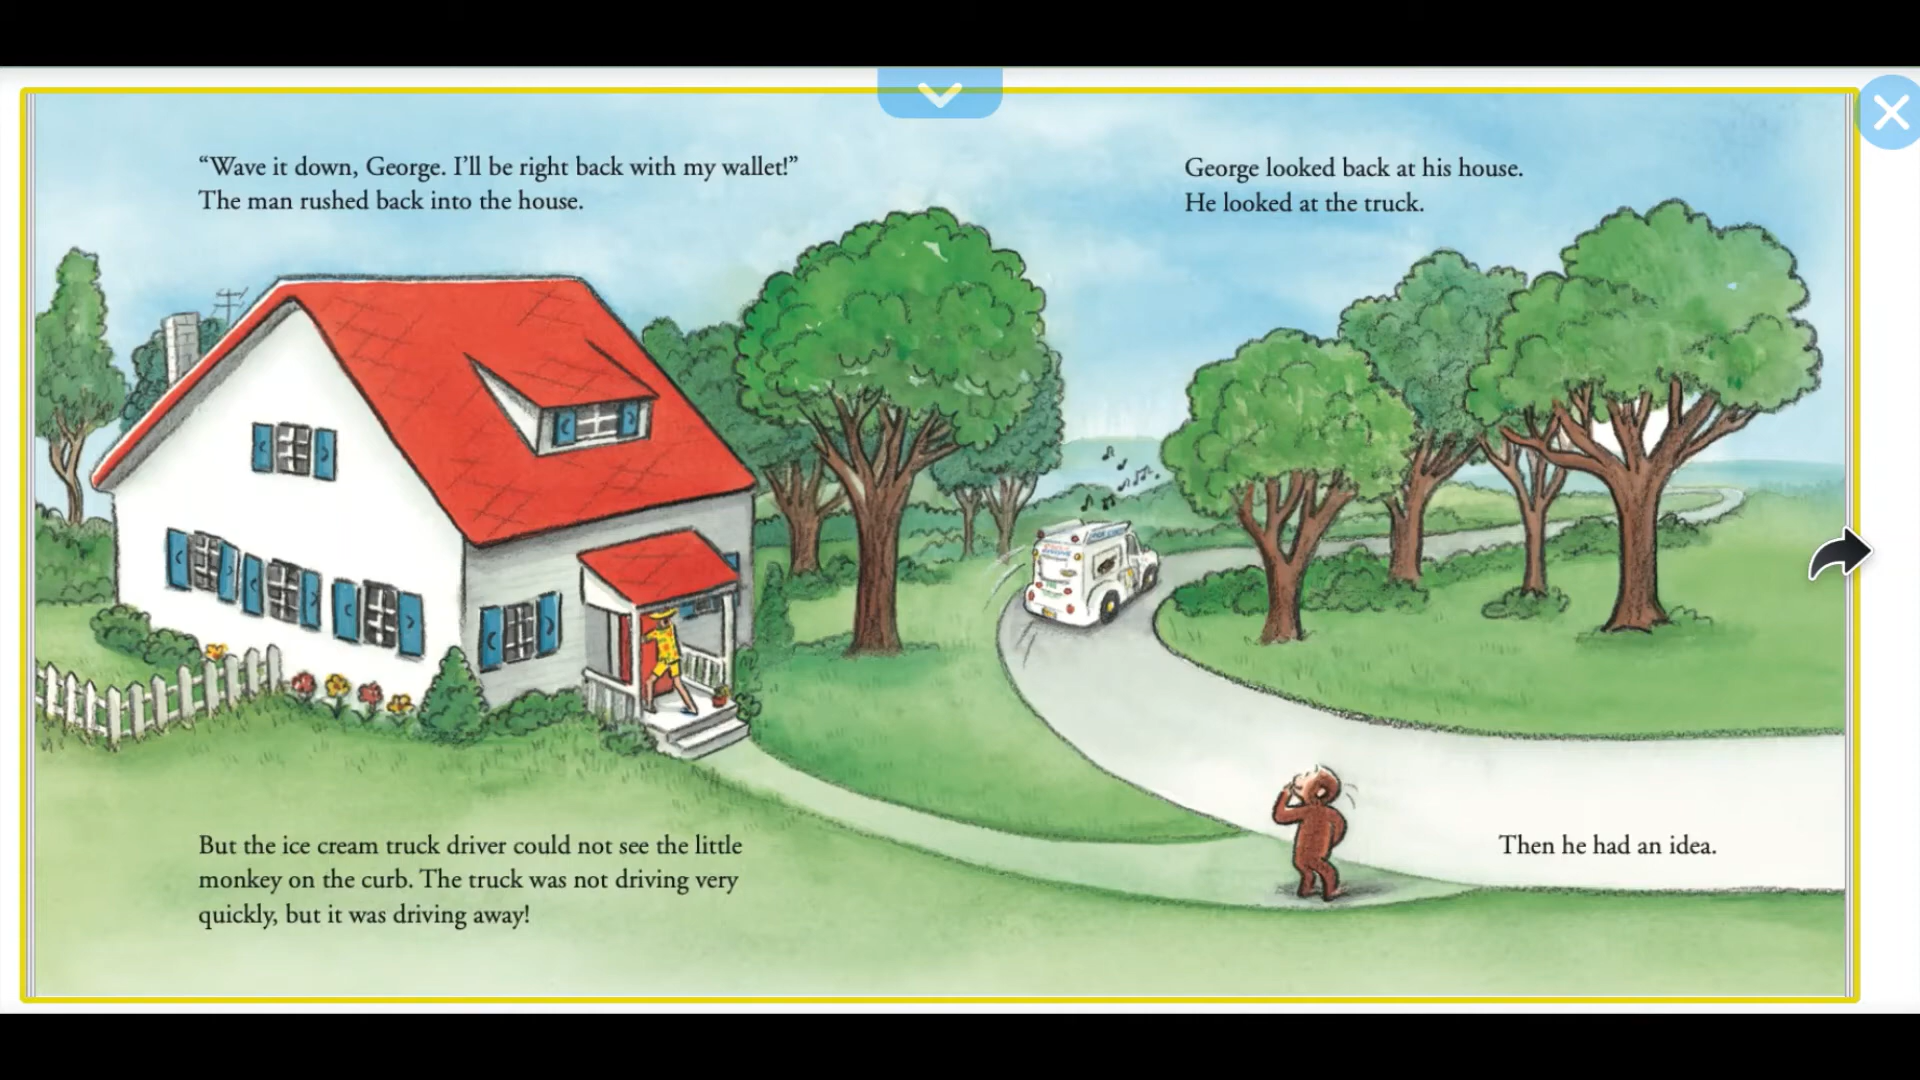 “Wave it down, George. I’ll be right back with my wallet!”
The man rushed back into the house.
But the ice cream truck driver could not see the little
monkey on the curb. The truck was not driving very
quickly, but it was driving away!
George looked back at his house.
He looked at the truck.
Then he had an idea.